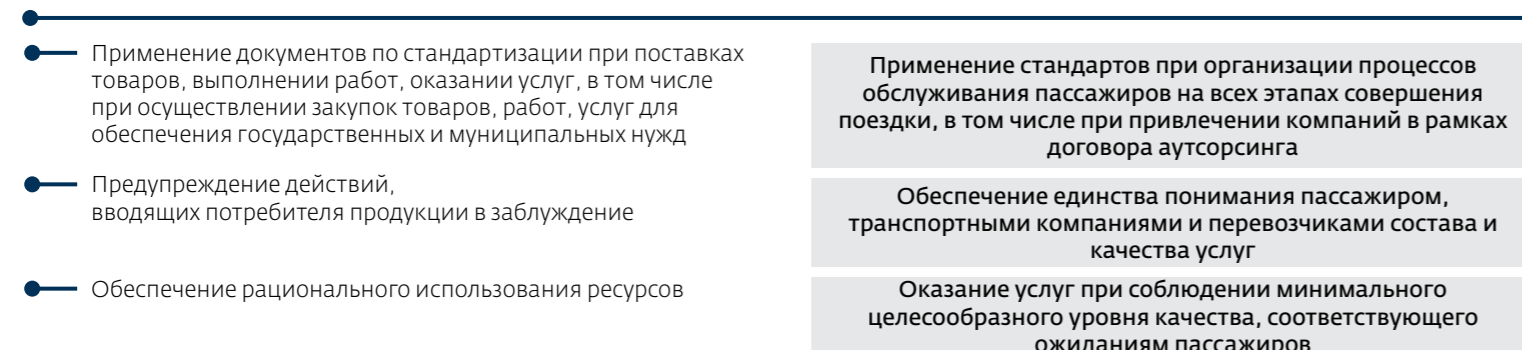 Применение документов по стандартизации при поставках
товаров, выполнении работ, оказании услуг, в том числе
при осуществлении закупок товаров, работ, услуг для
обеспечения государственных и муниципальных нужд
Применение стандартов при организации процессов
обслуживания пассажиров на всех этапах совершения
поездки, в том числе при привлечении компаний в рамках
договора аутсорсинга
Предупреждение действий,
вводящих потребителя продукции в заблуждение
Обеспечение единства понимания пассажиром,
транспортными компаниями и перевозчиками состава и
качества услуг
Обеспечение рационального использования ресурсов
Оказание услуг при соблюдении минимального
целесообразного уровня качества, соответствующего
ожиданиям пассажиров